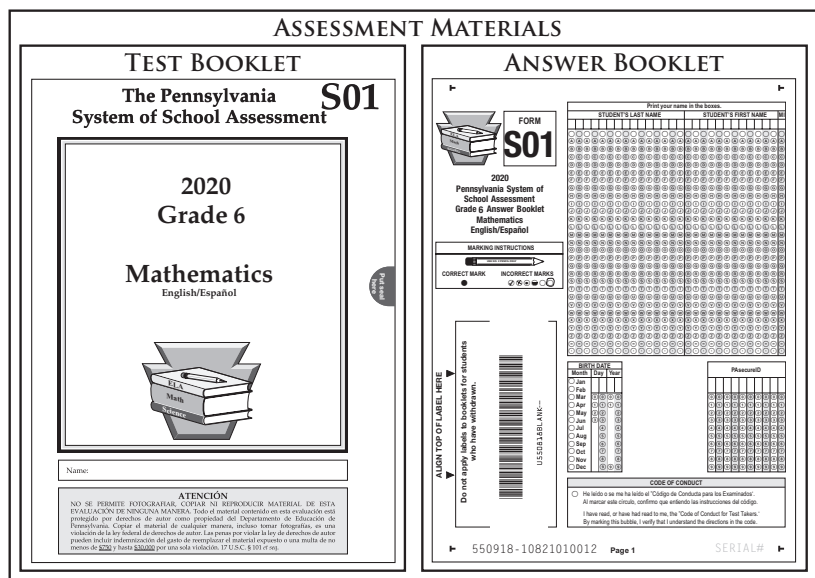 ASSESSMENT MATERIALS
TEST BOOKLET
The Pennsylvania
System of School Assessment
S01
2020
Grade 6
Mathematics
English/Español
Put seal
here
ELA
Math
Science
Name:
ATENCIÓN
NO SE PERMITE FOTOGRAFIAR, COPIAR NI REPRODUCIR MATERIAL DE ESTA
EVALUACIÓN DE NINGUNA MANERA. Todo el material contenido en esta evaluación está
protegido por derechos de autor como propiedad del Departamento de Educación de
Pennsylvania. Copiar el material de cualquier manera, incluso tomar fotografías, es una
violación de la ley federal de derechos de autor. Las penas por violar la ley de derechos de autor
pueden incluir indemnización del gasto de reemplazar el material expuesto o una multa de no
menos de $750 y hasta $30,000 por una sola violación. 17 U.S.C. § 101 et seq.
ANSWER BOOKLET
ELA
Math
FORM
S01
2020
Pennsylvania System of
School Assessment
Grade 6 Answer Booklet
Mathematics
English/Español
MARKING INSTRUCTIONS
CORRECT MARK
INCORRECT MARKS
Print your name in the boxes.
STUDENT'S LAST NAME
STUDENT'S FIRST NAME
MI
ALIGN TOP OF LABEL HERE
Do not apply labels to booklets for students
who have withdrawn.
BIRTH DATE
Month Day Year
Jan
Feb
Mar
Apr
May
Jun
Jul
Aug
Sep
Oct
Nov
Dec
PAsecureID
CODE OF CONDUCT
He leído o se me ha leído el "Código de Conducta para los Examinados".
Al marcar este círculo, confirmo que entiendo las instrucciones del código.
I have read, or have had read to me, the "Code of Conduct for Test Takers."
By marking this bubble, I verify that I understand the directions in the code.
550918-10821010012
Page 1
SERIAL#